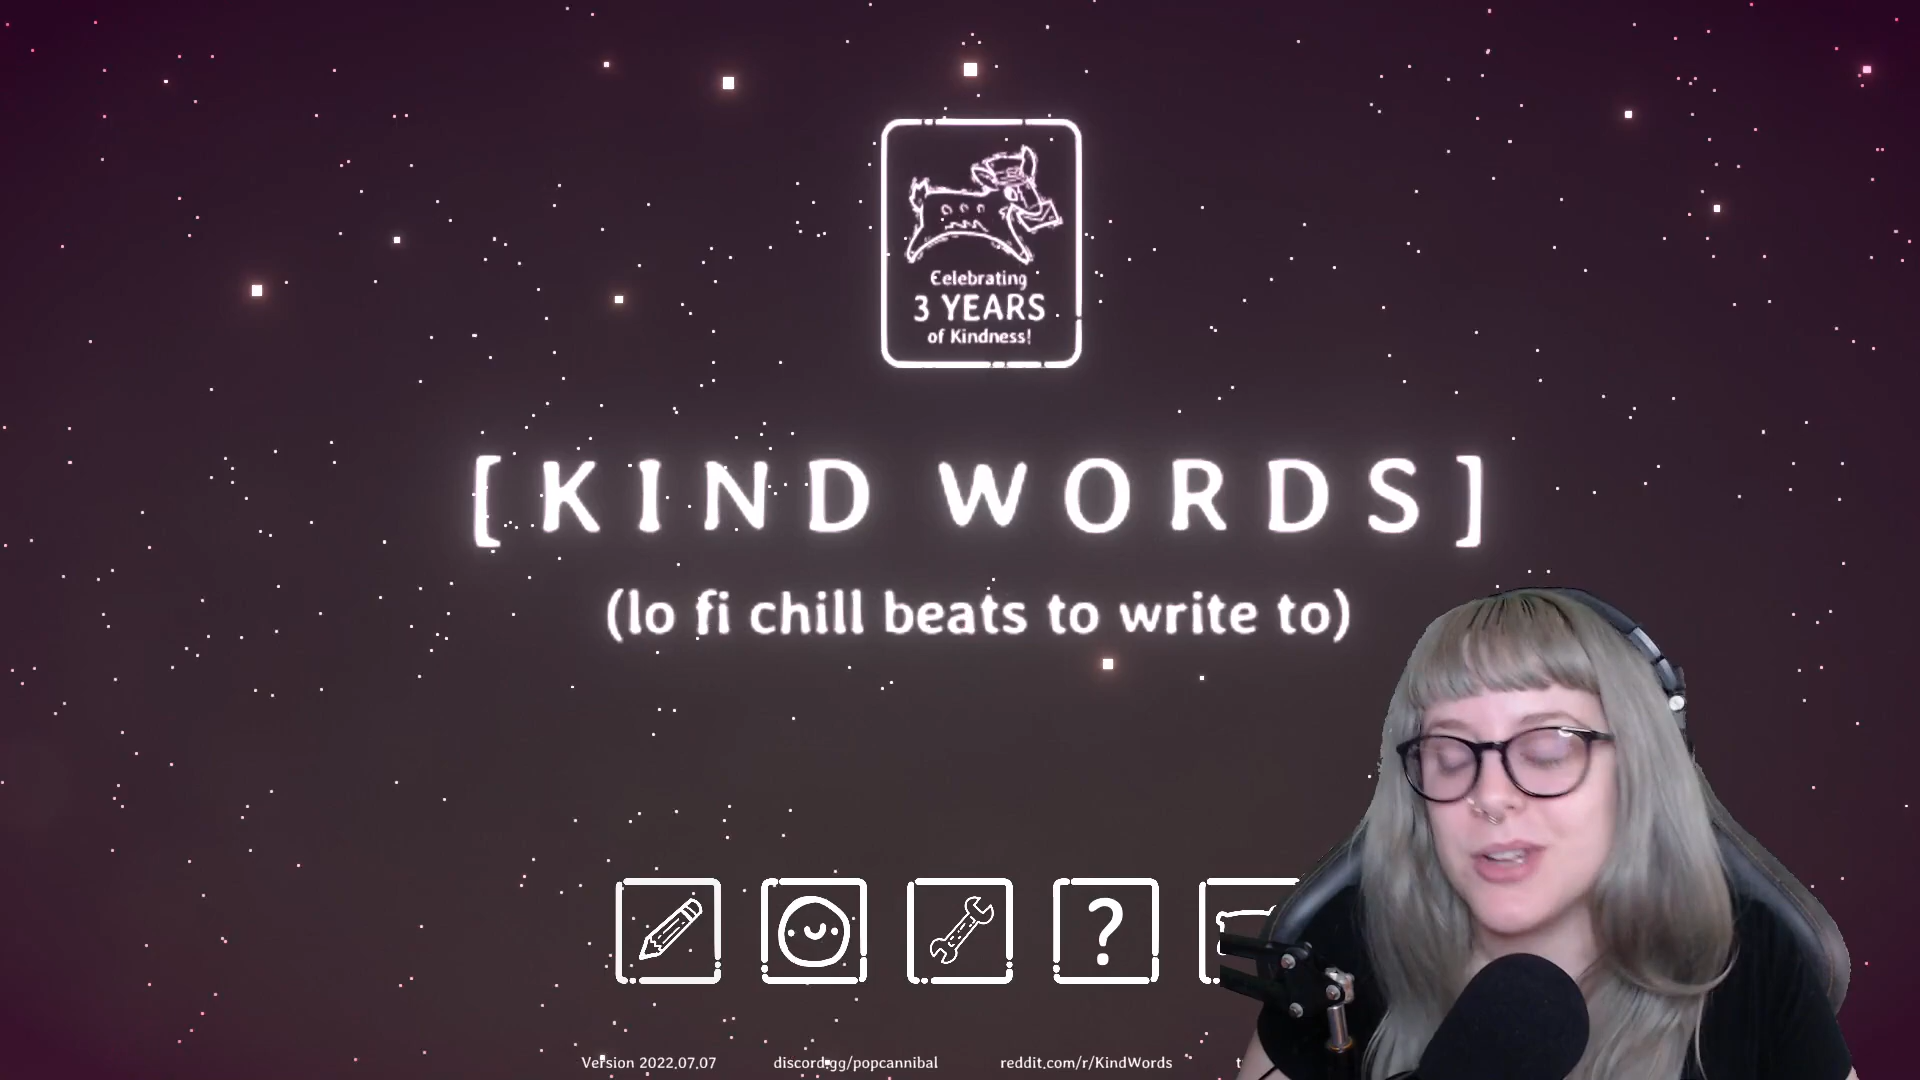 Celebrating
3 YEARS
of Kindness!
[KIND WORDS]
(lo fi chill beats to write to)
?
Version 2022.07.07
discord.gg/popcannibal
reddit.com/r/KindWords